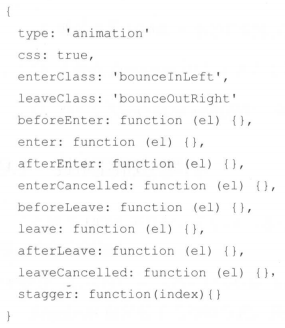 {
type: 'animation'
css: true,
enterClass: 'bounceInLeft',
leaveClass: 'bounceOutRight'
beforeEnter: function (el) {},
enter: function (el) {},
afterEnter: function (el) {},
enterCancelled: function (el) {},
beforeLeave: function (el) {},
leave: function (el) {},
afterLeave: function (el) {},
leaveCancelled: function (el) {},
stagger: function(index){}
}